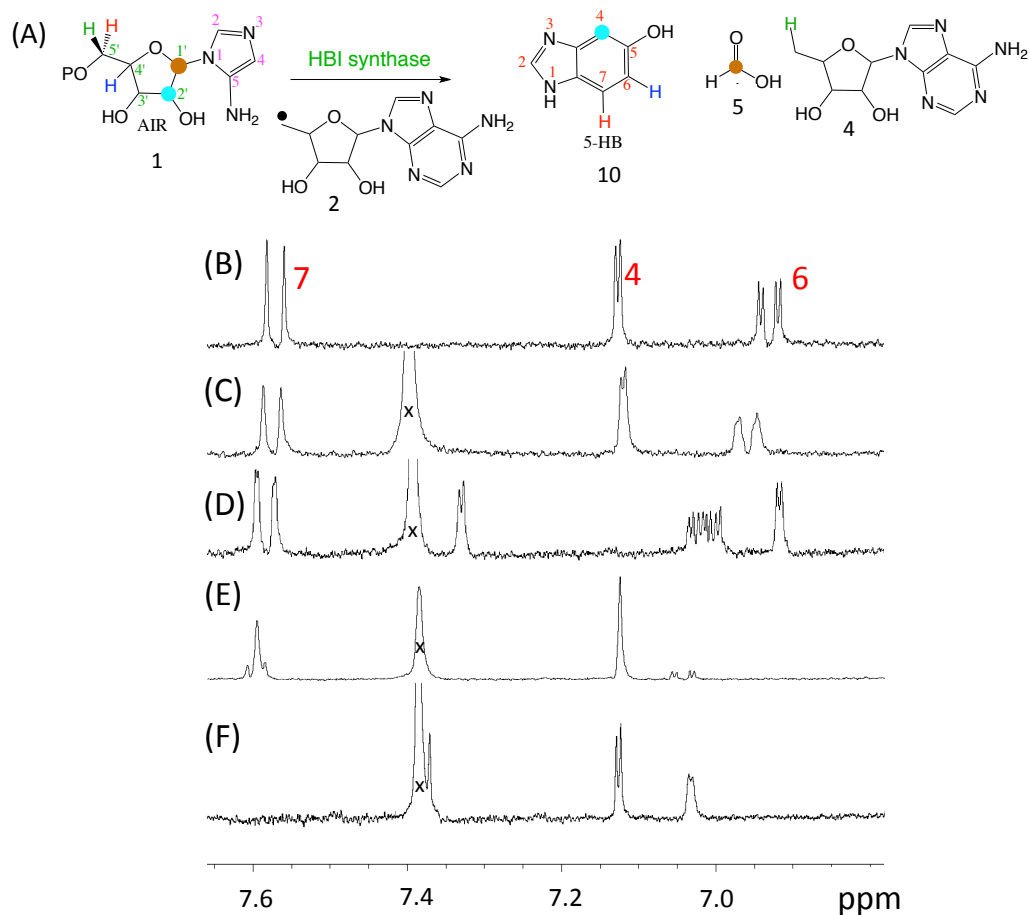 (A)
H H
5'
PO
O
4'
H
3'
2'
1'
HO
OH
AIR
1
2
N 3
N
1
4
5
NH2
HBI synthase
O
N
N
N
N
NH2
HO
OH
2
4
OH
3
N
2
5
1
NH
7
6
H
H
5-HB
10
O
H
OH
5
H
O
N
N
N
N
NH2
HO
OH
4
(B)
7
4
6
(C)
x
(D)
x
(E)
x
(F)
x
7.6 7.4 7.2 7.0 ppm